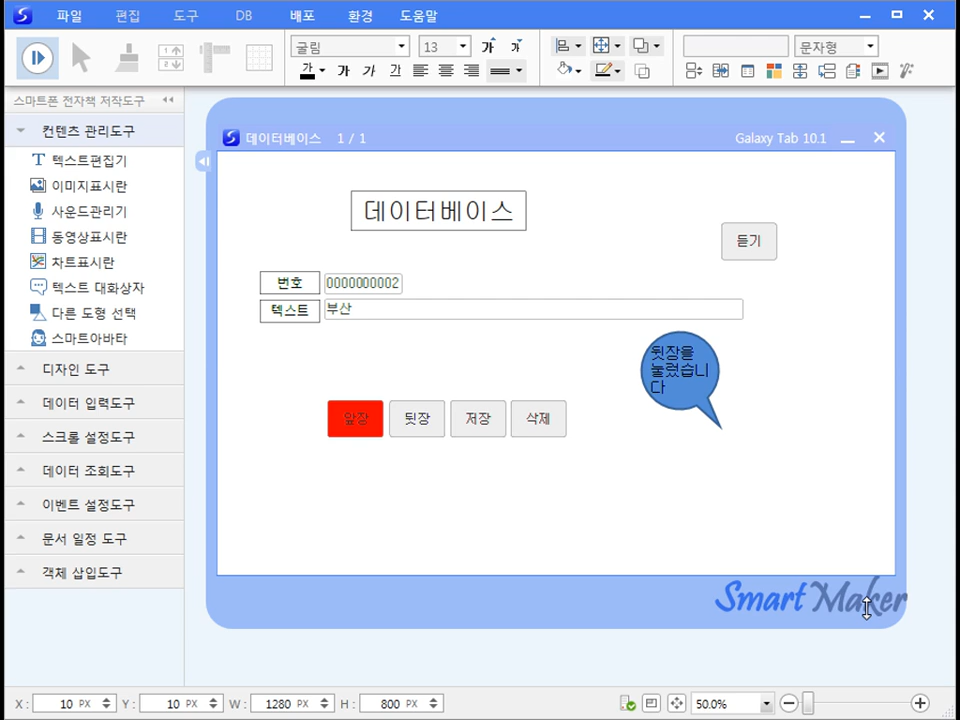 파일 편집 도구 DB 배포 환경 도움말
굴림 13 가 가 문자형
가 가 가 가
스마트폰 전자책 저작도구
컨텐츠 관리도구
텍스트편집기
이미지표시란
사운드관리기
동영상표시란
차트표시란
텍스트 대화상자
다른 도형 선택
스마트아바타
디자인 도구
데이터 입력도구
스크롤 설정도구
데이터 조회도구
이벤트 설정도구
문서 일정 도구
객체 삽입도구
데이터베이스 1 / 1 Galaxy Tab 10.1
데이터베이스
듣기
번호 0000000002
텍스트 부산
뒷장을
눌렀습니
다
앞장 뒷장 저장 삭제
Smart Maker
X : 10 PX Y : 10 PX W : 1280 PX H : 800 PX 50.0%